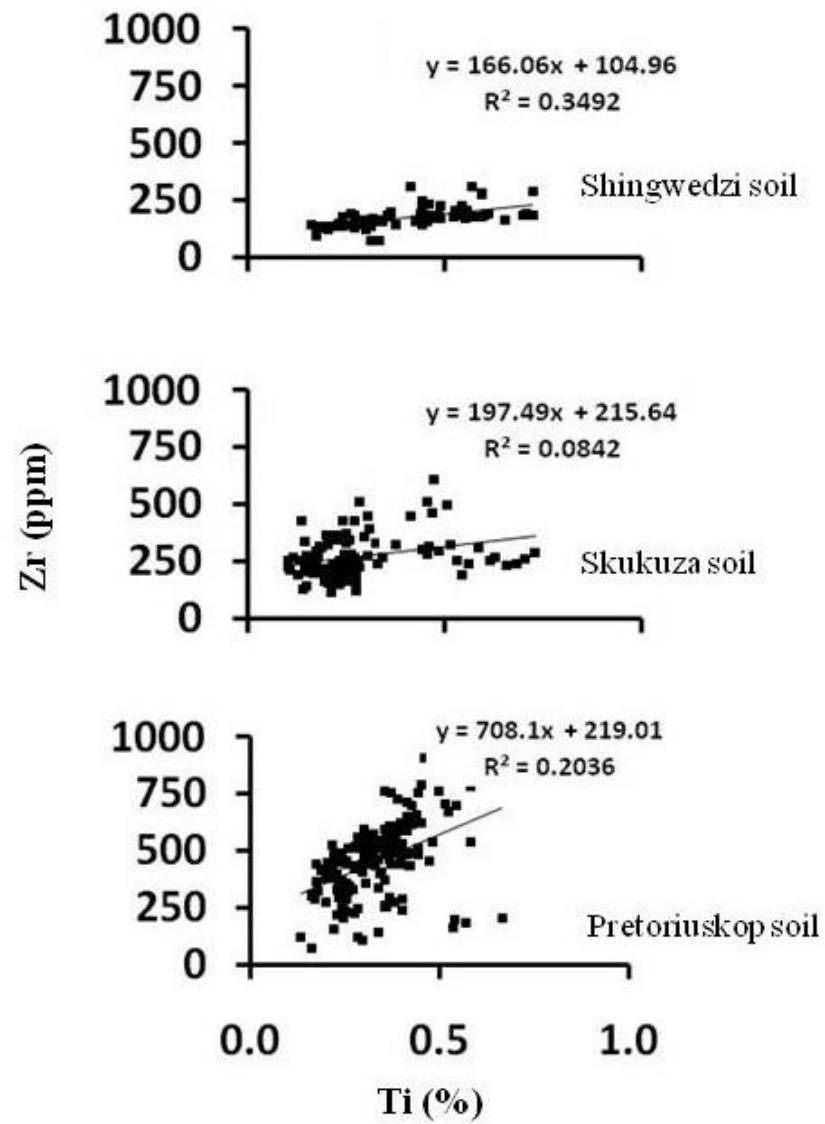 1000
y = 166.06x + 104.96
750
R² = 0.3492
500
250
Shingwedzi soil
0
1000
y = 197.49x + 215.64
750
R² = 0.0842
500
250
Skukuza soil
0
Zr (ppm)
1000
y = 708.1x + 219.01
750
R² = 0.2036
500
250
Pretoriuskop soil
0
0.0 0.5 1.0
Ti (%)